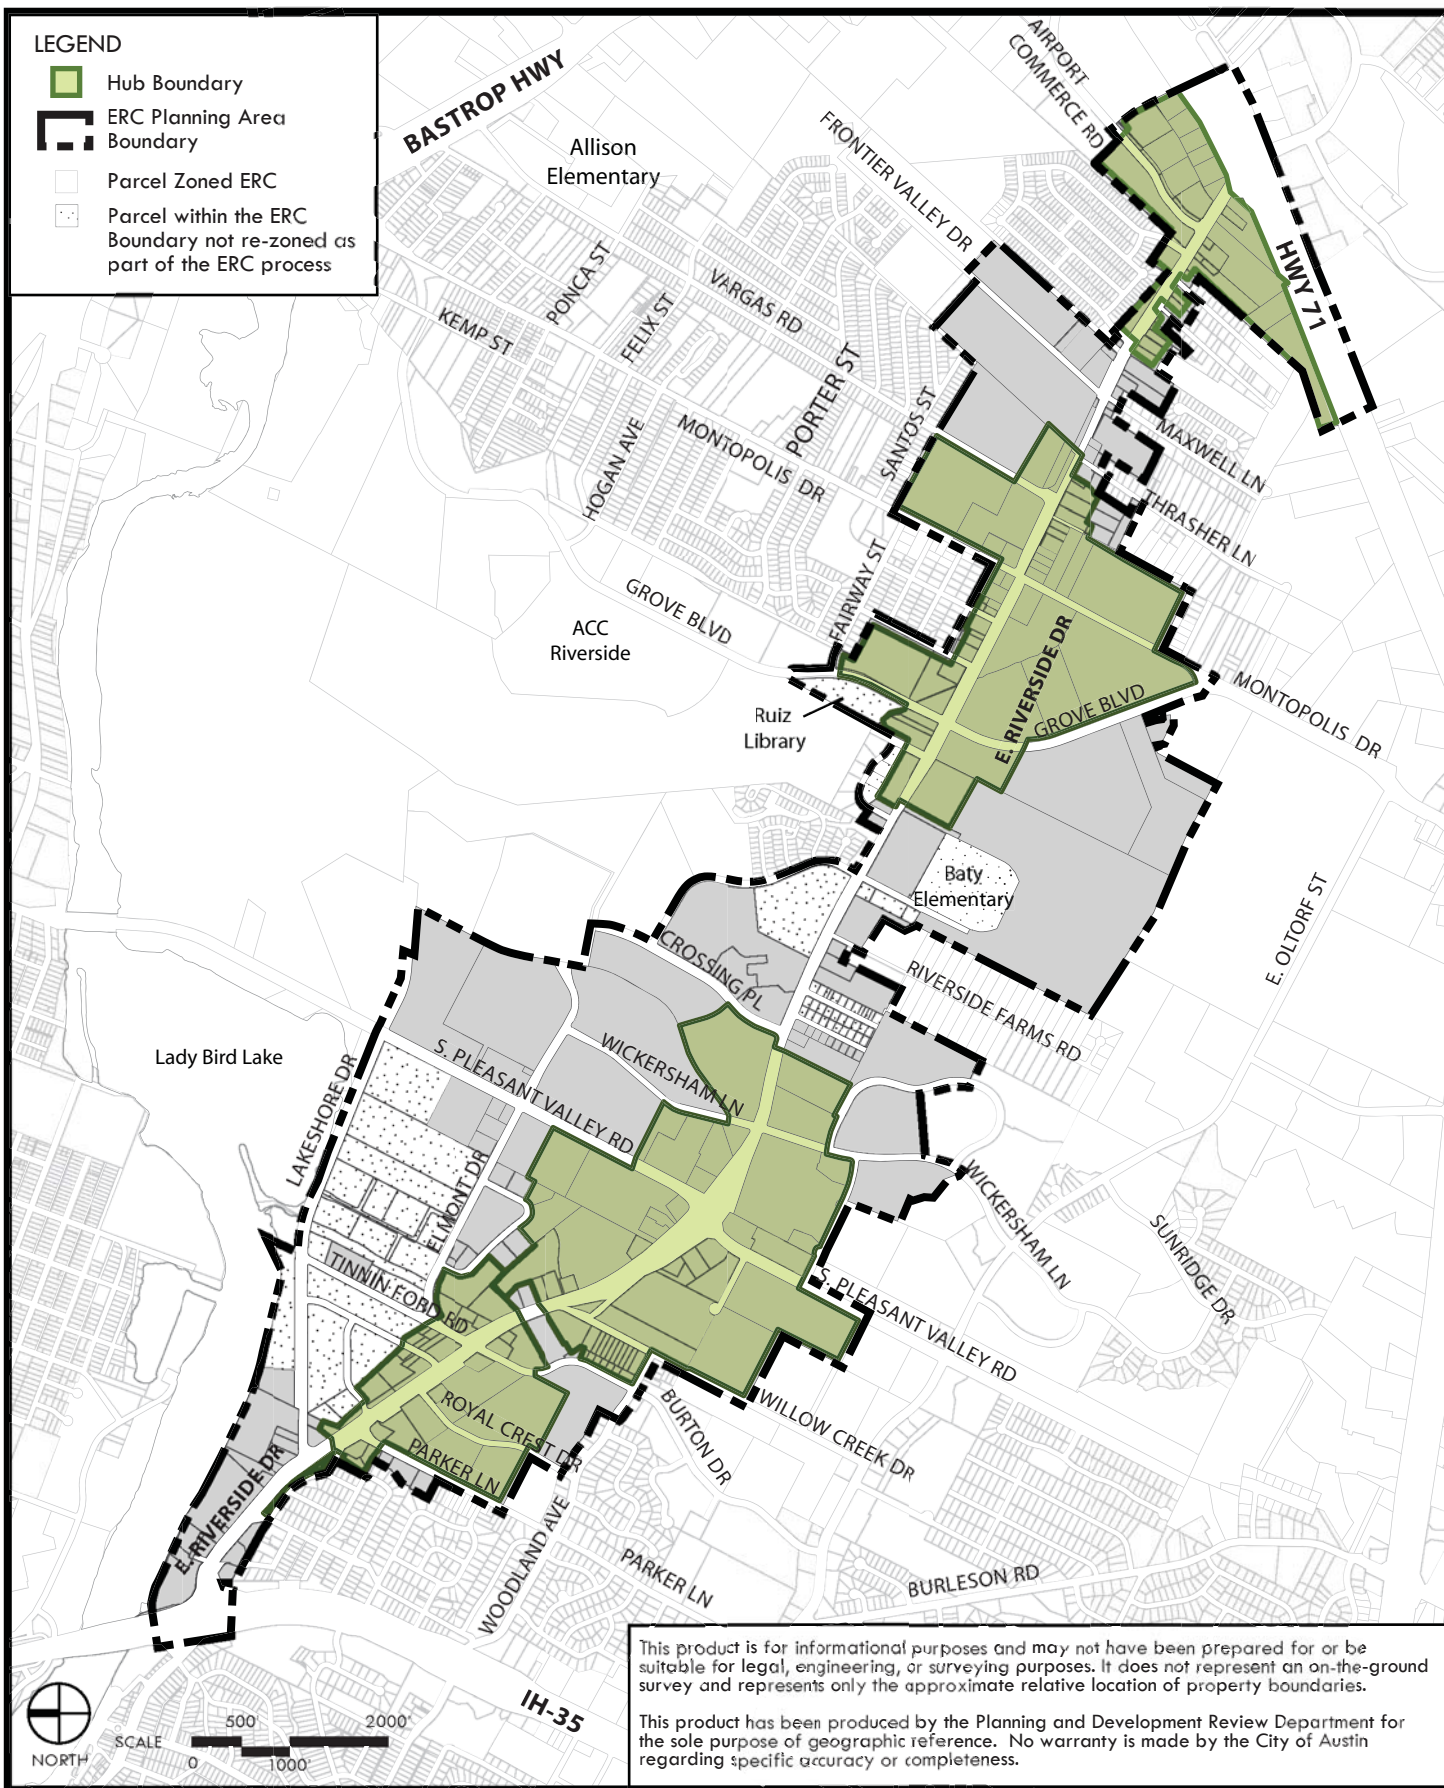 LEGEND
Hub Boundary
ERC Planning Area
Boundary
Parcel Zoned ERC
Parcel within the ERC
Boundary not re-zoned as
part of the ERC process
BASTROP HWY
AIRPORT
COMMERCE RD
Allison
Elementary
FRONTIER VALLEY DR
HWY 71
PONCA ST
VARGAS RD
KEMP ST
FELIX ST
PORTER ST
SANTOS ST
MAXWELL LN
HOGAN AVE
MONTOPOLIS DR
THRASHER LN
FAIRWAY ST
GROVE BLVD
ACC
Riverside
E. RIVERSIDE DR
GROVE BLVD
MONTOPOLIS DR
Ruiz
Library
Baty
Elementary
E. OLTORF ST
CROSSING PL
RIVERSIDE FARMS RD
Lady Bird Lake
LAKESHORE DR
S. PLEASANT VALLEY RD
WICKERSHAM LN
ELMONT DR
WICKERSHAM LN
SUNRIDGE DR
TINNIN FORD RD
S. PLEASANT VALLEY RD
ROYAL CREST DR
PARKER LN
BURTON DR
WILLOW CREEK DR
E. RIVERSIDE DR
WOODLAND AVE
PARKER LN
BURLESON RD
IH-35
NORTH
SCALE
500'
2000'
0
1000'
This product is for informational purposes and may not have been prepared for or be
suitable for legal, engineering, or surveying purposes. It does not represent an on-the-ground
survey and represents only the approximate relative location of property boundaries.
This product has been produced by the Planning and Development Review Department for
the sole purpose of geographic reference. No warranty is made by the City of Austin
regarding specific accuracy or completeness.